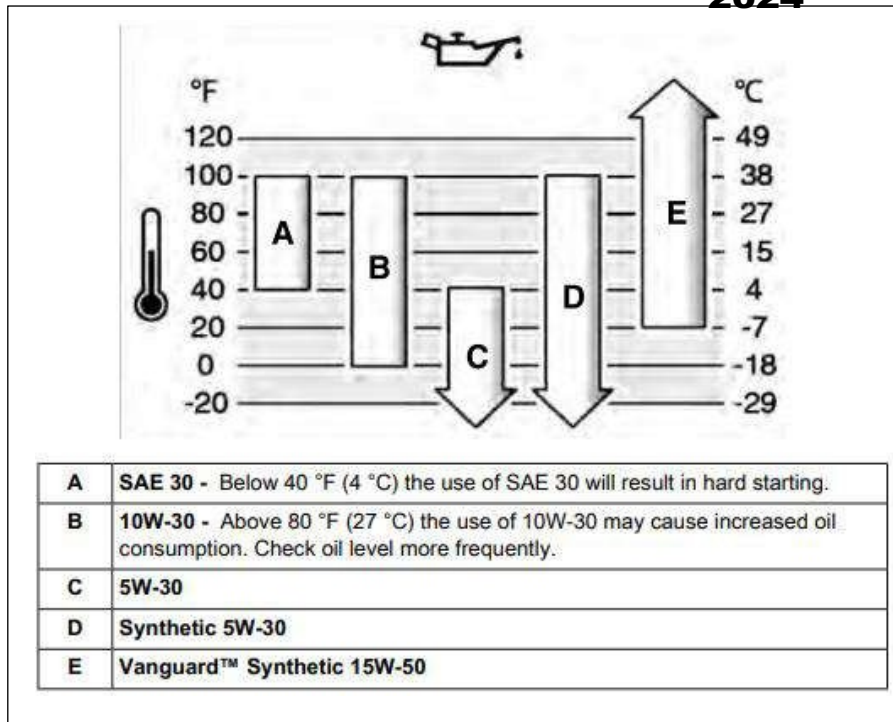 2024
°F °C
120 49
100 38
80 27
60 15
40 4
20 -7
0 -18
-20 -29
A
B
C
D
E
A SAE 30 - Below 40 °F (4 °C) the use of SAE 30 will result in hard starting.
B 10W-30 - Above 80 °F (27 °C) the use of 10W-30 may cause increased oil
consumption. Check oil level more frequently.
C 5W-30
D Synthetic 5W-30
E Vanguard™ Synthetic 15W-50